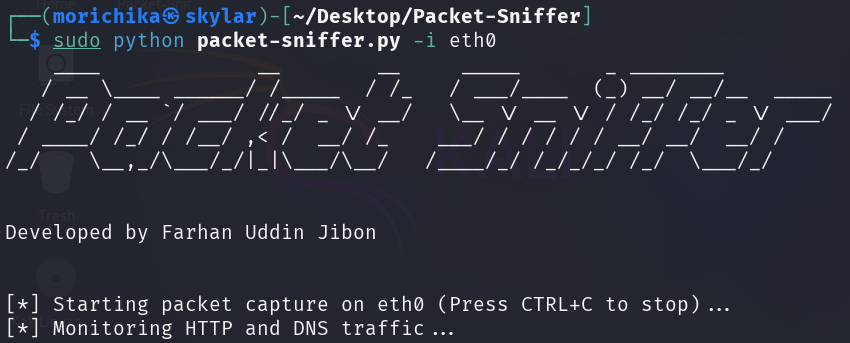 ┌──(morichika㉿skylar)-[~/Desktop/Packet-Sniffer]
└─$ sudo python packet-sniffer.py -i eth0
Packet Sniffer
Developed by Farhan Uddin Jibon
[*] Starting packet capture on eth0 (Press CTRL+C to stop)...
[*] Monitoring HTTP and DNS traffic...
Trash